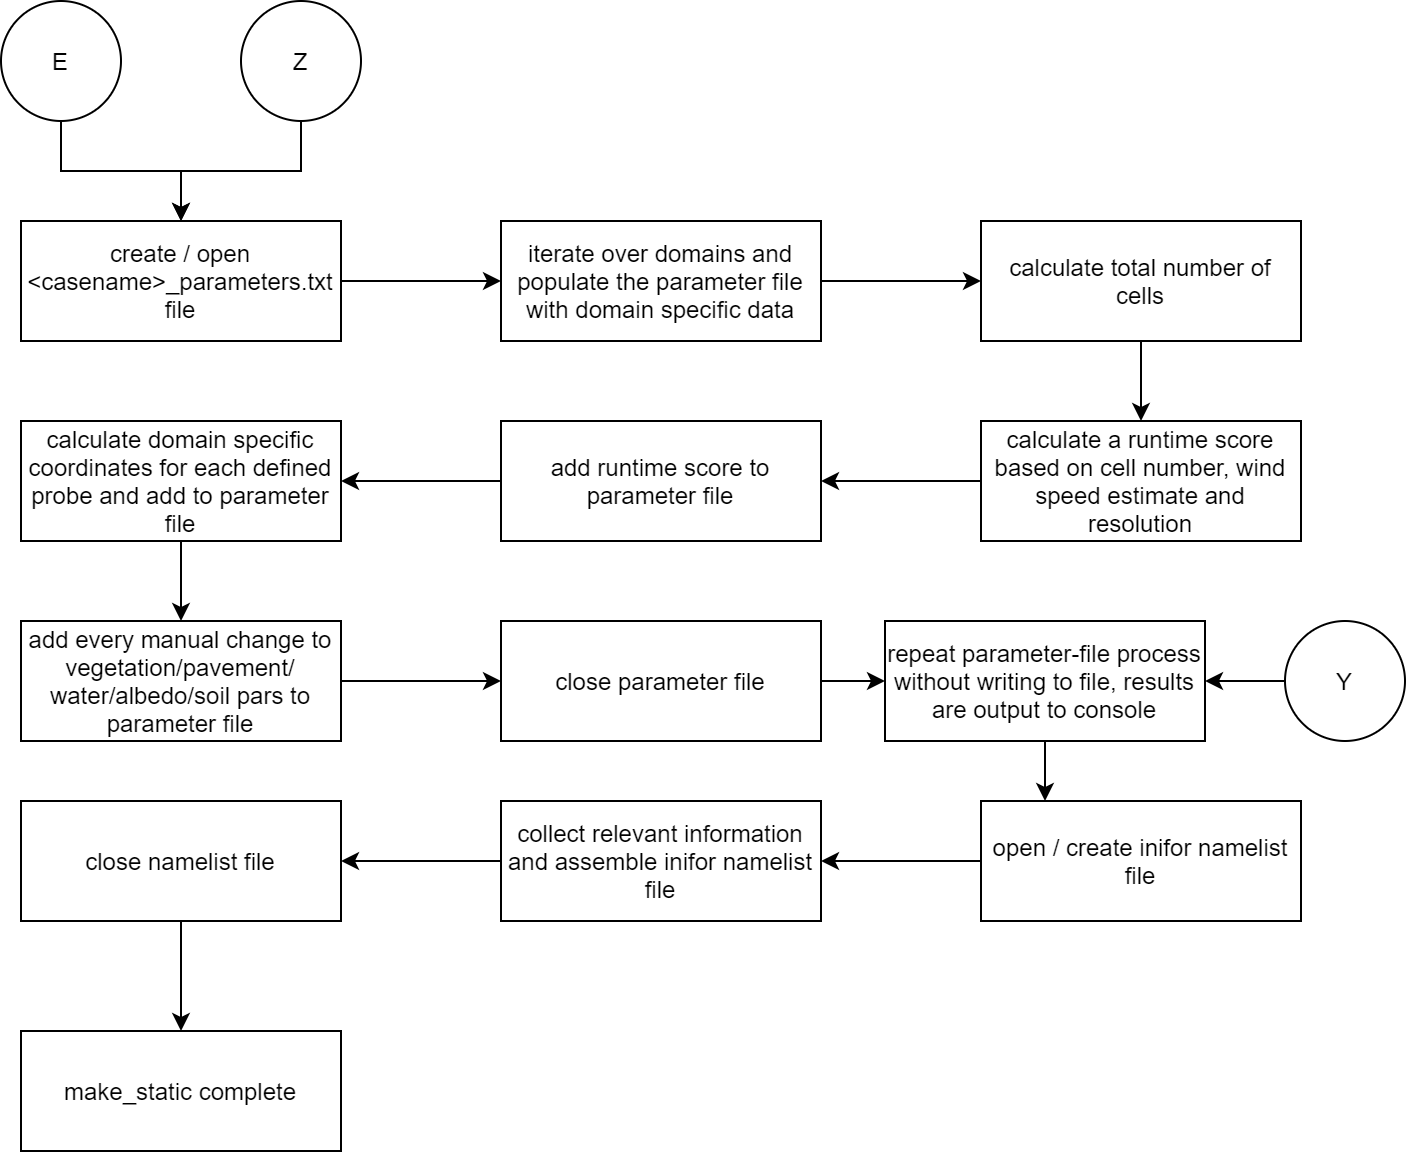 E
Z
create / open
<casename>_parameters.txt
file
iterate over domains and
populate the parameter file
with domain specific data
calculate total number of
cells
calculate a runtime score
based on cell number, wind
speed estimate and
resolution
add runtime score to
parameter file
calculate domain specific
coordinates for each defined
probe and add to parameter
file
add every manual change to
vegetation/pavement/
water/albedo/soil pars to
parameter file
close parameter file
repeat parameter-file process
without writing to file, results
are output to console
Y
open / create inifor namelist
file
collect relevant information
and assemble inifor namelist
file
close namelist file
make_static complete